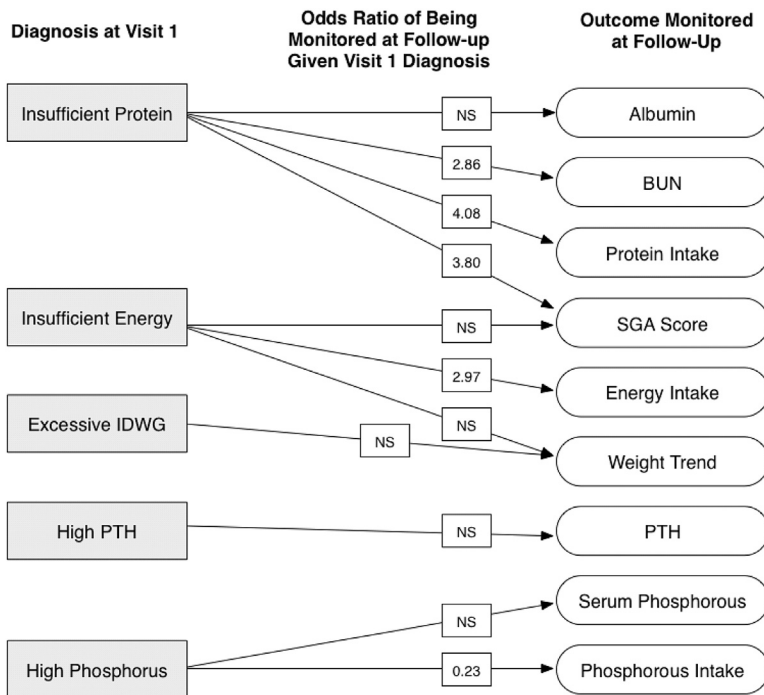 Diagnosis at Visit 1
Odds Ratio of Being
Monitored at Follow-up
Given Visit 1 Diagnosis
Outcome Monitored
at Follow-Up
Insufficient Protein
NS
Albumin
2.86
BUN
4.08
Protein Intake
3.80
Insufficient Energy
NS
SGA Score
2.97
Energy Intake
Excessive IDWG
NS
NS
Weight Trend
High PTH
NS
PTH
NS
Serum Phosphorous
High Phosphorus
0.23
Phosphorous Intake